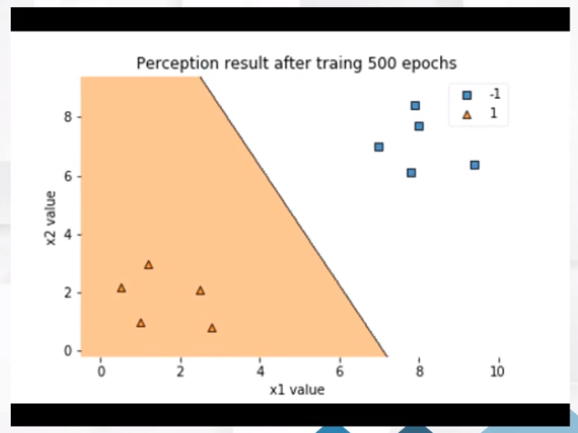 Perception result after traing 500 epochs
-1
1
8
6
4
2
0
x2 value
0 2 4 6 8 10
x1 value